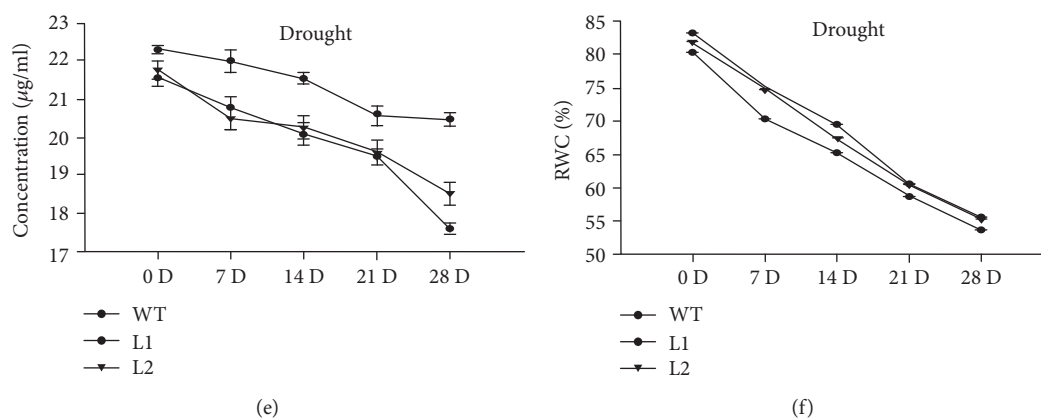 23
22
21
20
19
18
17
Concentration (μg/ml)
Drought
0 D 7 D 14 D 21 D 28 D
WT
L1
L2
(e)
85
80
75
70
65
60
55
50
RWC (%)
Drought
0 D 7 D 14 D 21 D 28 D
WT
L1
L2
(f)